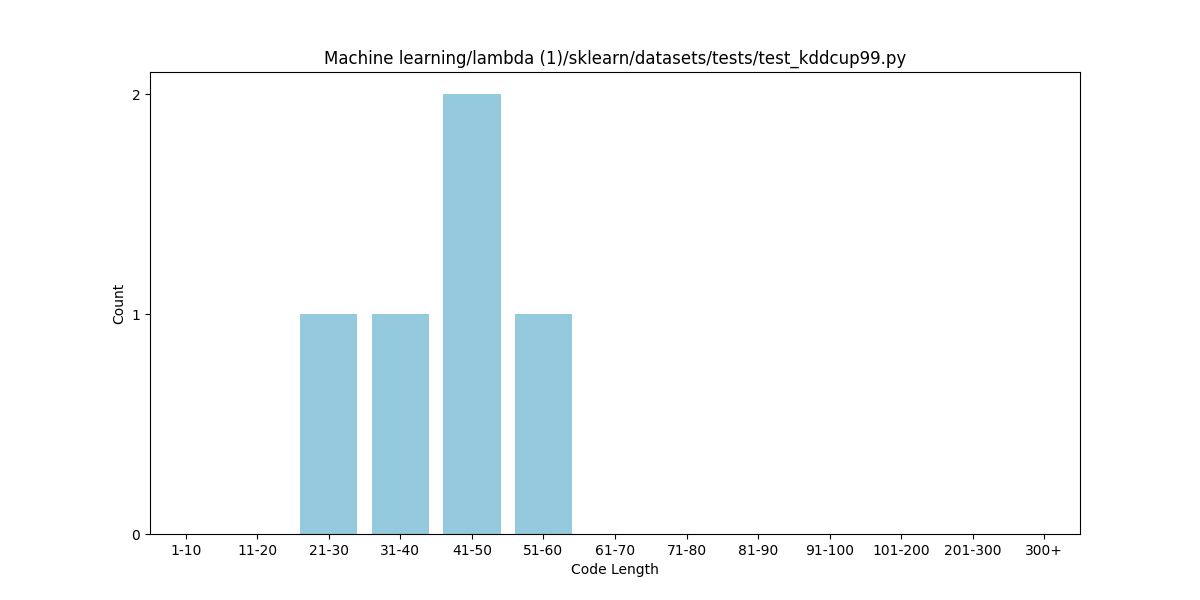 Machine learning/lambda (1)/sklearn/datasets/tests/test_kddcup99.py
2
1
0
Count
1-10 11-20 21-30 31-40 41-50 51-60 61-70 71-80 81-90 91-100 101-200 201-300 300+
Code Length